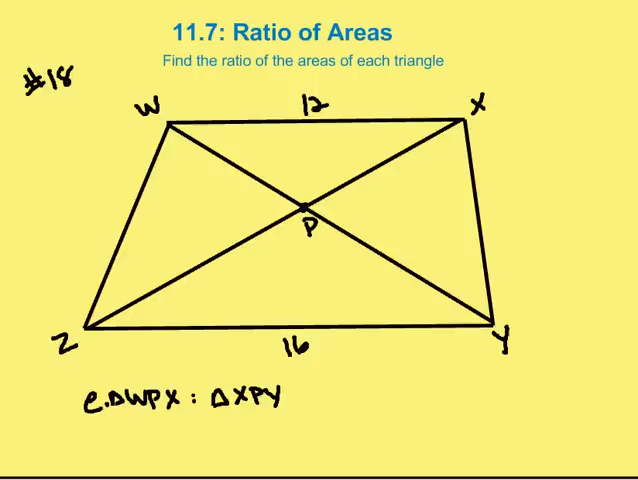 11.7: Ratio of Areas
Find the ratio of the areas of each triangle
#18
W 12 X
P
Z 16 Y
e. ΔWPX : ΔXPY